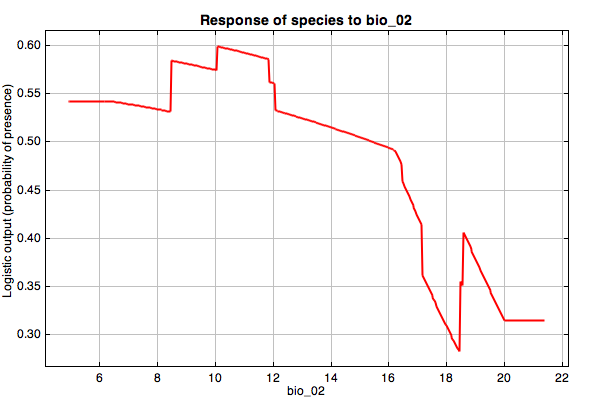 Response of species to bio_02
Logistic output (probability of presence)
0.60
0.55
0.50
0.45
0.40
0.35
0.30
6 8 10 12 14 16 18 20 22
bio_02